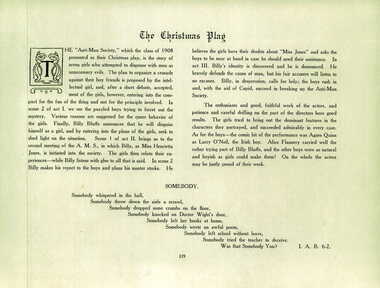 The Christmas Play
THE "Anti-Man Society," which the class of 1908
presented as their Christmas play, is the story of
seven girls who attempted to dispense with men as
unnecessary evils. The plan to organize a crusade
against their boy friends is proposed by the intel-
lectual girl, and, after a short debate, accepted,
most of the girls, however, entering into the com-
pact for the fun of the thing and not for the principle involved. In
scene 2 of act I. we see the puzzled boys trying to ferret out the
mystery. Various reasons are suggested for the queer behavior of
the girls. Finally, Billy Bluffs announces that he will disguise
himself as a girl, and by entering into the plans of the girls, seek to
shed light on the situation. Scene 1 of act II. brings us to the
second meeting of the A. M. S., in which Billy, as Miss Henrietta
Jones, is initiated into the society. The girls then relate their ex-
periences—while Billy listens with glee to all that is said. In scene 2
Billy makes his report to the boys and plans his master stroke. He
believes the girls have their doubts about "Miss Jones" and asks the
boys to be near at hand in case he should need their assistance. In
act III. Billy's identity is discovered and he is denounced. He
bravely defends the cause of man, but his fair accusers will listen to
no excuses. Billy, in desperation, calls for help; the boys rush in
and, with the aid of Cupid, succeed in breaking up the Anti-Man
Society.
The enthusiasm and good, faithful work of the actors, and
patience and careful drilling on the part of the directors have good
results. The girls tried to bring out the dominant features in the
characters they portrayed, and succeeded admirably in every case.
As for the boys—the comic hit of the performance was Agnes Quinn
as Larry O'Neil, the Irish boy. Alice Flannery carried well the
rather trying part of Billy Bluffs, and the other boys were as natural
and boyish as girls could make them! On the whole the actors
may be justly proud of their work.
SOMEBODY.
Somebody whispered in the hall,
Somebody threw down the aisle a scrawl,
Somebody dropped some crumbs on the floor,
Somebody knocked on Doctor Wight's door,
Somebody left her books at home,
Somebody wrote an awful poem,
Somebody left school without leave,
Somebody tried the teacher to deceive.
Was that Somebody You? I. A. B. 6-2.